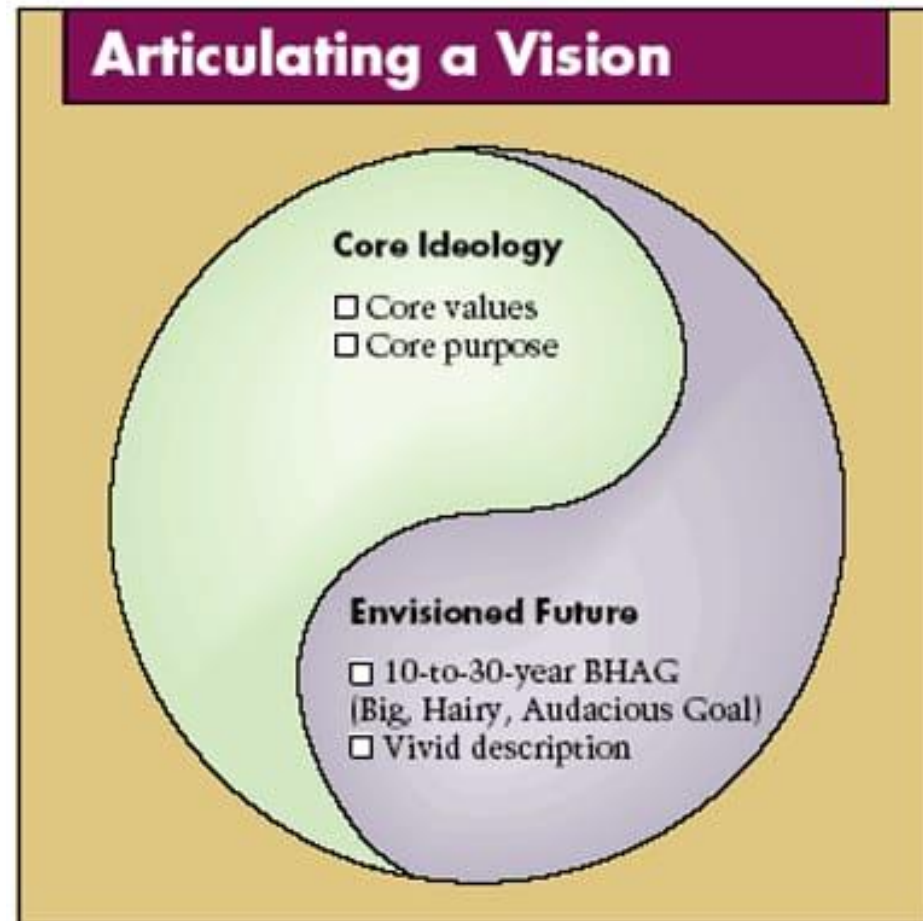 Articulating a Vision
Core Ideology
□ Core values
□ Core purpose
Envisioned Future
□ 10-to-30-year BHAG
(Big, Hairy, Audacious Goal)
□ Vivid description